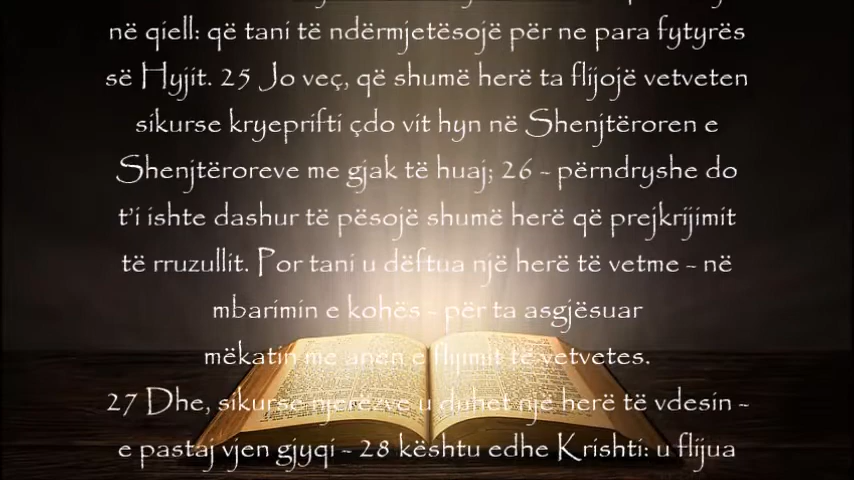 në qiell: që tani të ndërmjetësojë për ne para fytyrës
së Hyjit. 25 Jo veç, që shumë herë ta flijojë vetveten
sikurse kryeprifti çdo vit hyn në Shenjtëroren e
Shenjtëroreve me gjak të huaj; 26 - përndryshe do
t'i ishte dashur të pësojë shumë herë që prejkrijimit
të rruzullit. Por tani u dëftua një herë të vetme - në
mbarimin e kohës - për ta asgjësuar
mëkatin me anën e flijimit të vetvetes.
27 Dhe, sikurse njerëzve u duhet një herë të vdesin -
e pastaj vjen gjyqi - 28 kështu edhe Krishti: u flijua